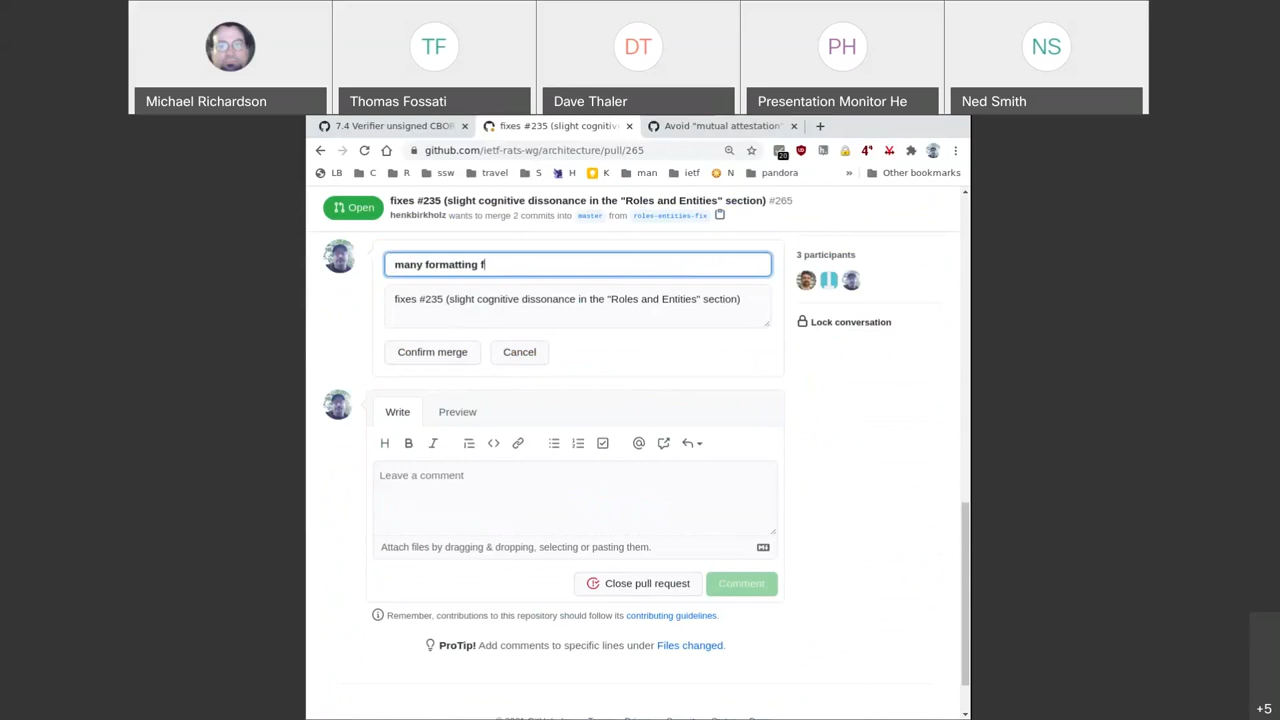 TF
DT
PH
NS
Michael Richardson
Thomas Fossati
Dave Thaler
Presentation Monitor He
Ned Smith
7.4 Verifier unsigned CBOR
fixes #235 (slight cognitiv
Avoid "mutual attestation"
github.com/ietf-rats-wg/architecture/pull/265
20
4°
LB
C
R
ssw
travel
S
H
K
man
ietf
N
pandora
»
Other bookmarks
Open
fixes #235 (slight cognitive dissonance in the "Roles and Entities" section) #265
henkbirkholz wants to merge 2 commits into master from roles-entities-fix
many formatting f
fixes #235 (slight cognitive dissonance in the "Roles and Entities" section)
Confirm merge
Cancel
3 participants
Lock conversation
Write
Preview
H B I
Leave a comment
Attach files by dragging & dropping, selecting or pasting them.
Close pull request
Comment
Remember, contributions to this repository should follow its contributing guidelines.
ProTip! Add comments to specific lines under Files changed.
+5